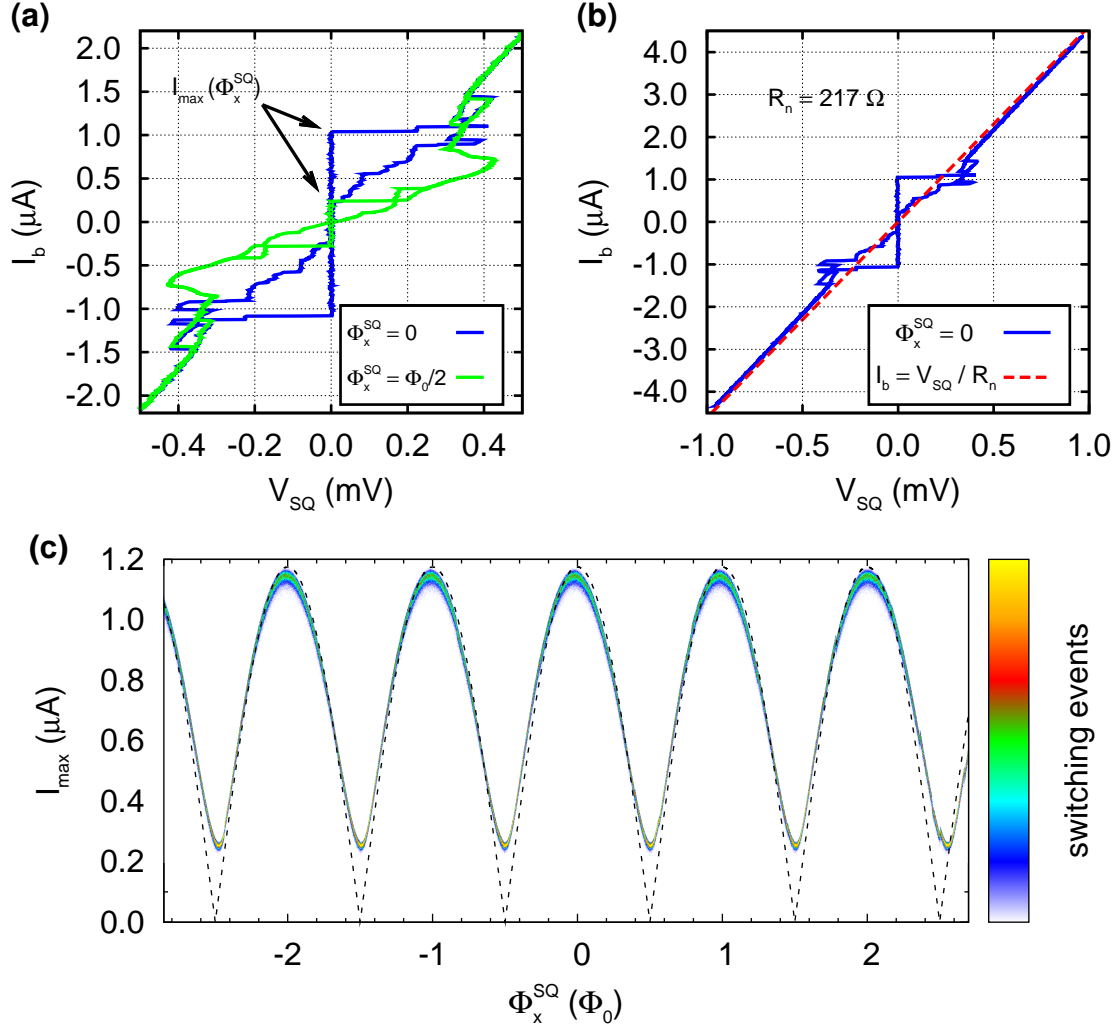 (a)
2.0
1.5
1.0
0.5
0.0
-0.5
-1.0
-1.5
-2.0
I_b (μA)
I_max (Φ_x^SQ)
Φ_x^SQ = 0
Φ_x^SQ = Φ_0/2
-0.4 -0.2 0.0 0.2 0.4
V_SQ (mV)
(b)
4.0
3.0
2.0
1.0
0.0
-1.0
-2.0
-3.0
-4.0
I_b (μA)
R_n = 217 Ω
Φ_x^SQ = 0
I_b = V_SQ / R_n
-1.0 -0.5 0.0 0.5 1.0
V_SQ (mV)
(c)
1.2
1.0
0.8
0.6
0.4
0.2
0.0
I_max (μA)
-2 -1 0 1 2
Φ_x^SQ (Φ_0)
switching events